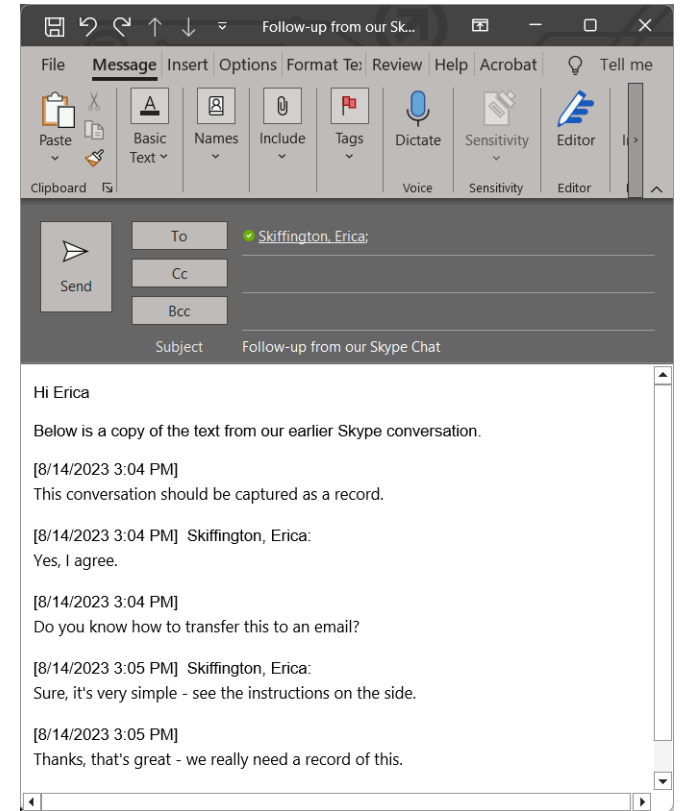 Follow-up from our Sk...
File Message Insert Options Format Te: Review Help Acrobat Tell me
Paste
Basic Text
Names
Include
Tags
Dictate
Sensitivity
Editor
Clipboard Voice Sensitivity Editor
To Skiffington, Erica;
Send
Cc
Bcc
Subject Follow-up from our Skype Chat
Hi Erica
Below is a copy of the text from our earlier Skype conversation.
[8/14/2023 3:04 PM]
This conversation should be captured as a record.
[8/14/2023 3:04 PM] Skiffington, Erica:
Yes, I agree.
[8/14/2023 3:04 PM]
Do you know how to transfer this to an email?
[8/14/2023 3:05 PM] Skiffington, Erica:
Sure, it's very simple - see the instructions on the side.
[8/14/2023 3:05 PM]
Thanks, that's great - we really need a record of this.